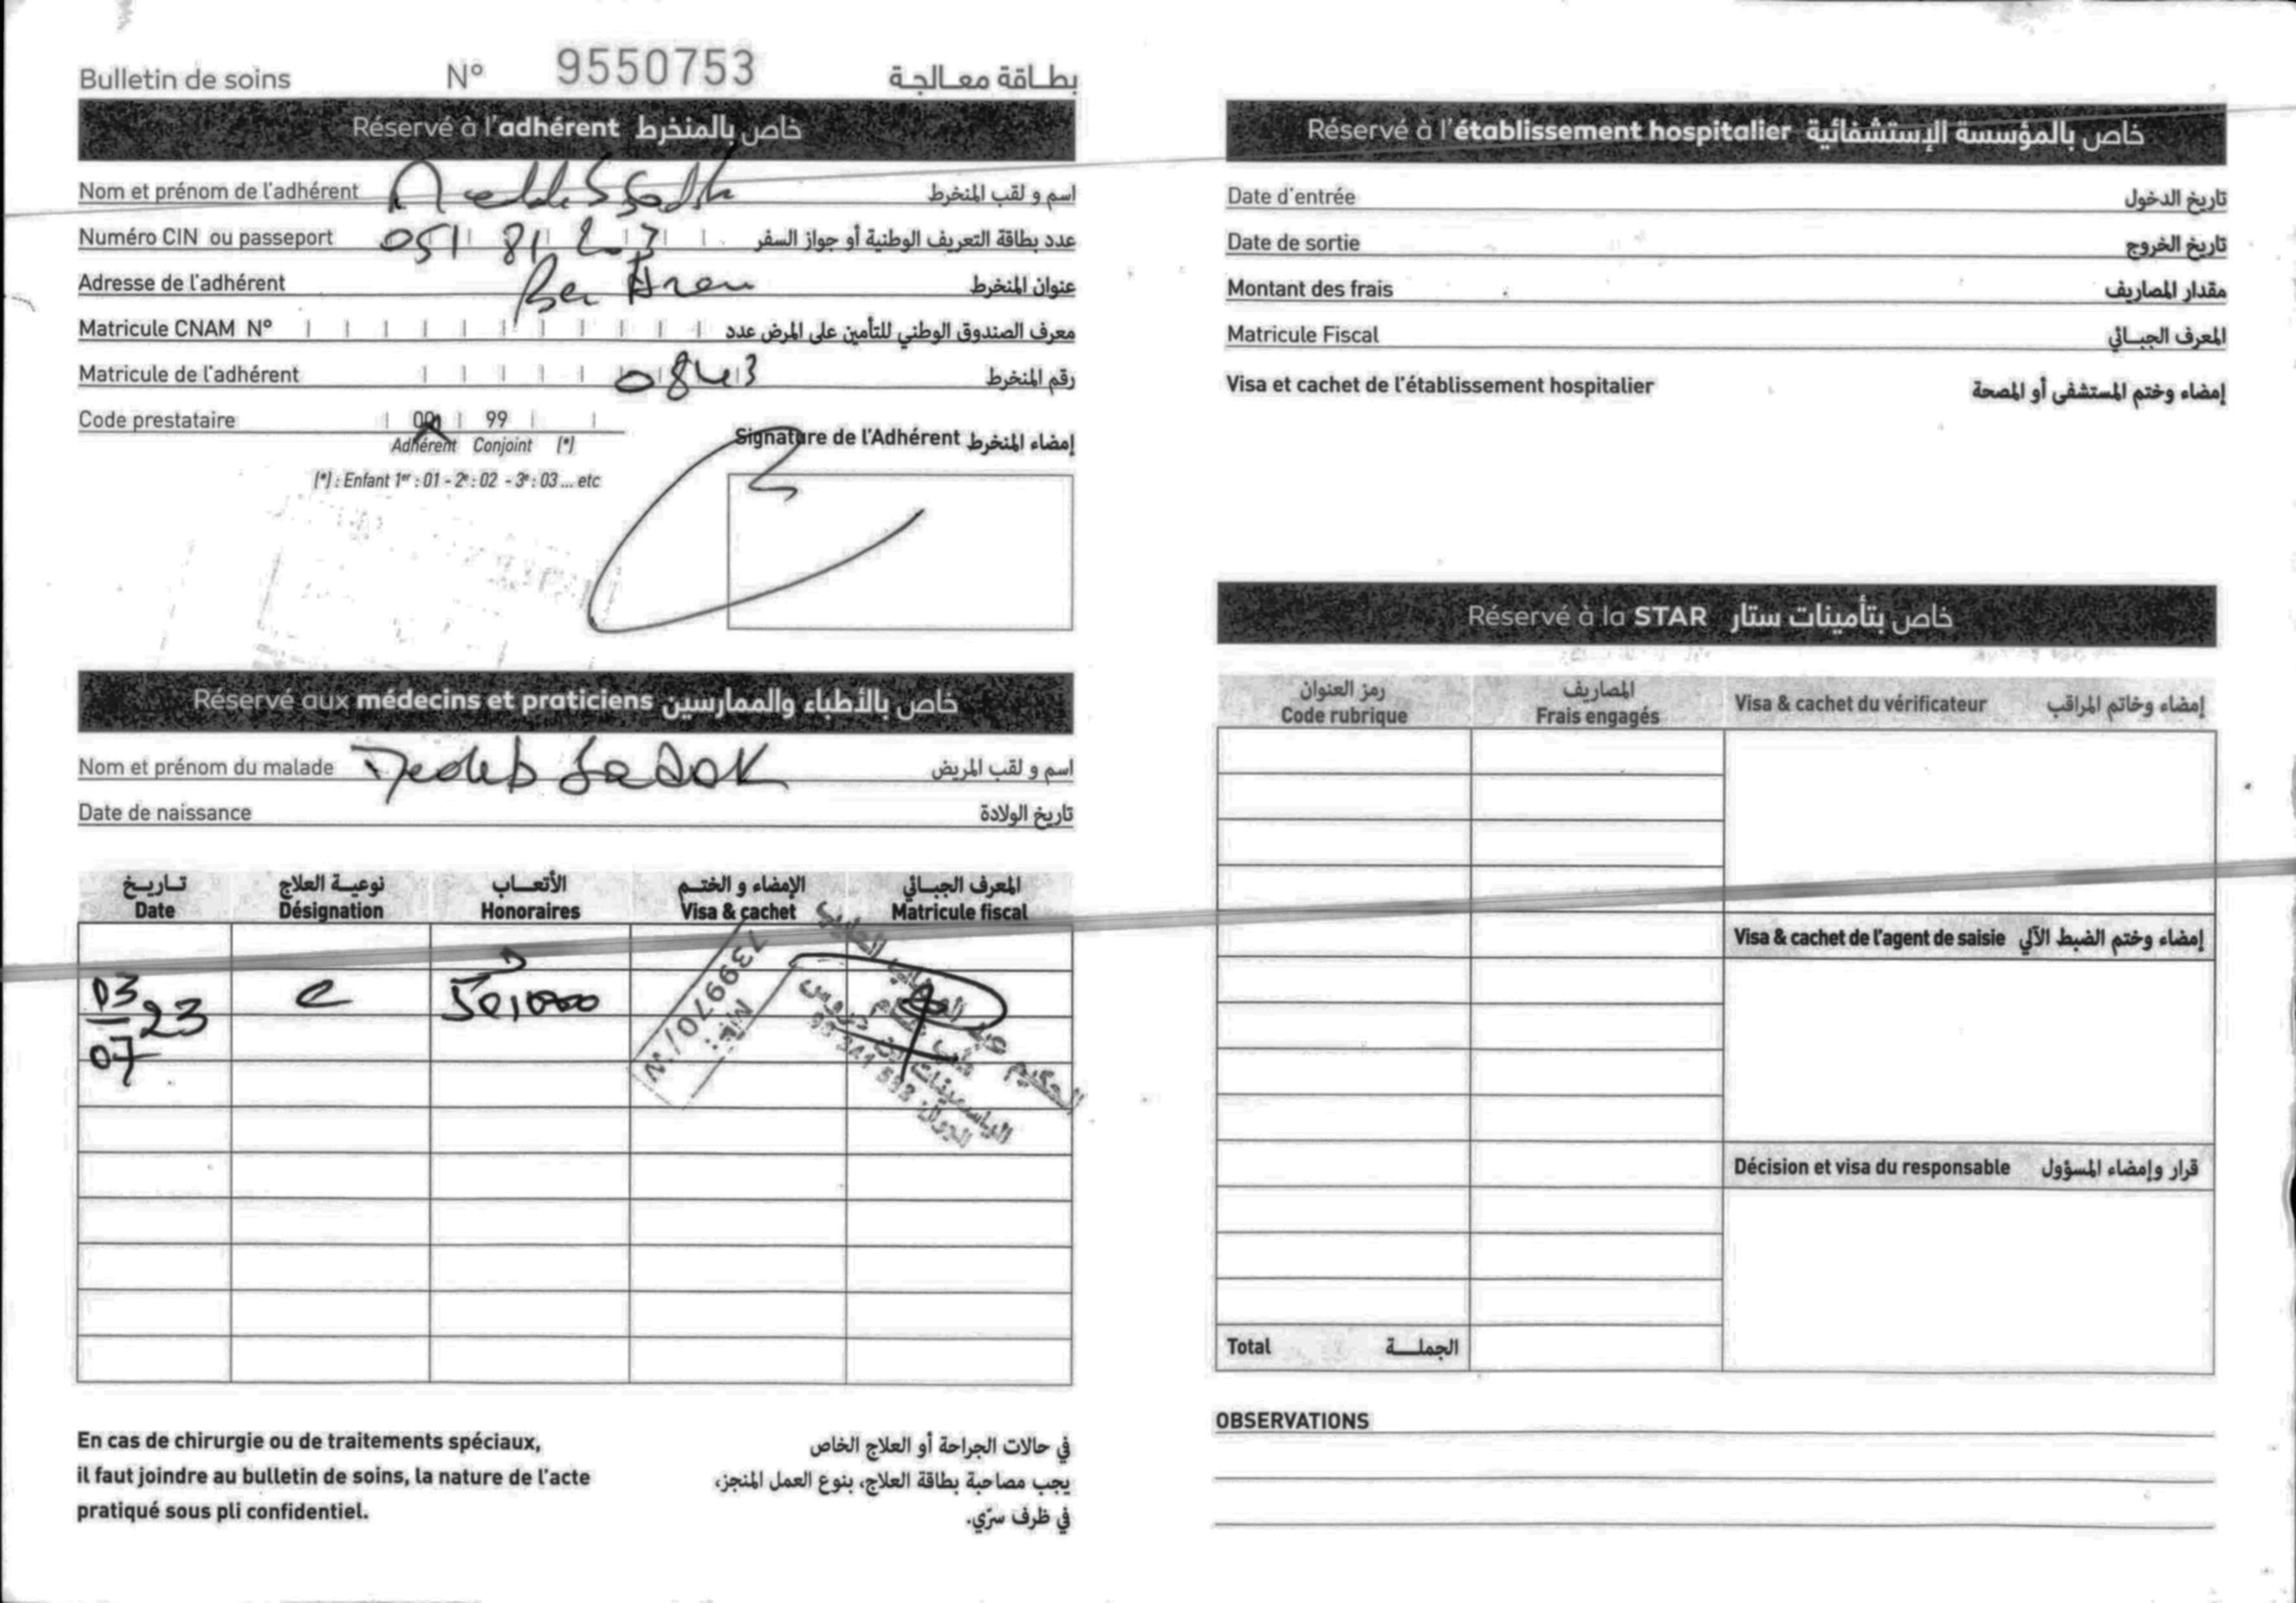 Bulletin de soins N° 9550753 بطاقة معالجة
Réservé à l'adhérent خاص بالمنخرط
Nom et prénom de l'adhérent اسم و لقب المنخرط
Numéro CIN ou passeport 051 81 2 3 عدد بطاقة التعريف الوطنية أو جواز السفر
Adresse de l'adhérent Ben Arou عنوان المنخرط
Matricule CNAM N° معرف الصندوق الوطني للتأمين على المرض عدد
Matricule de l'adhérent 0843 رقم المنخرط
Code prestataire 00 99
Adhérent Conjoint (*)
(*) : Enfant 1er : 01 - 2e : 02 - 3e : 03 ... etc
Signature de l'Adhérent إمضاء المنخرط
Réservé aux médecins et praticiens خاص بالأطباء والممارسين
Nom et prénom du malade Sadok اسم و لقب المريض
Date de naissance تاريخ الولادة
تاريخ نوعية العلاج الأتعاب الإمضاء و الختم المعرف الجبائي
Date Désignation Honoraires Visa & cachet Matricule fiscal
03 07 23 c 50,000
739970/W
MF:
الحكيم
الياسمينات
الجوال: 98 341 533
En cas de chirurgie ou de traitements spéciaux,
il faut joindre au bulletin de soins, la nature de l'acte
pratiqué sous pli confidentiel.
في حالات الجراحة أو العلاج الخاص
يجب مصاحبة بطاقة العلاج، بنوع العمل المنجز،
في ظرف سرّي.
Réservé à l'établissement hospitalier خاص بالمؤسسة الإستشفائية
Date d'entrée تاريخ الدخول
Date de sortie تاريخ الخروج
Montant des frais مقدار المصاريف
Matricule Fiscal المعرف الجبائي
Visa et cachet de l'établissement hospitalier إمضاء وختم المستشفى أو المصحة
Réservé à la STAR خاص بتأمينات ستار
رمز العنوان المصاريف
Code rubrique Frais engagés Visa & cachet du vérificateur إمضاء وخاتم المراقب
Visa & cachet de l'agent de saisie إمضاء وختم الضبط الآلي
Décision et visa du responsable قرار وإمضاء المسؤول
Total الجملة
OBSERVATIONS